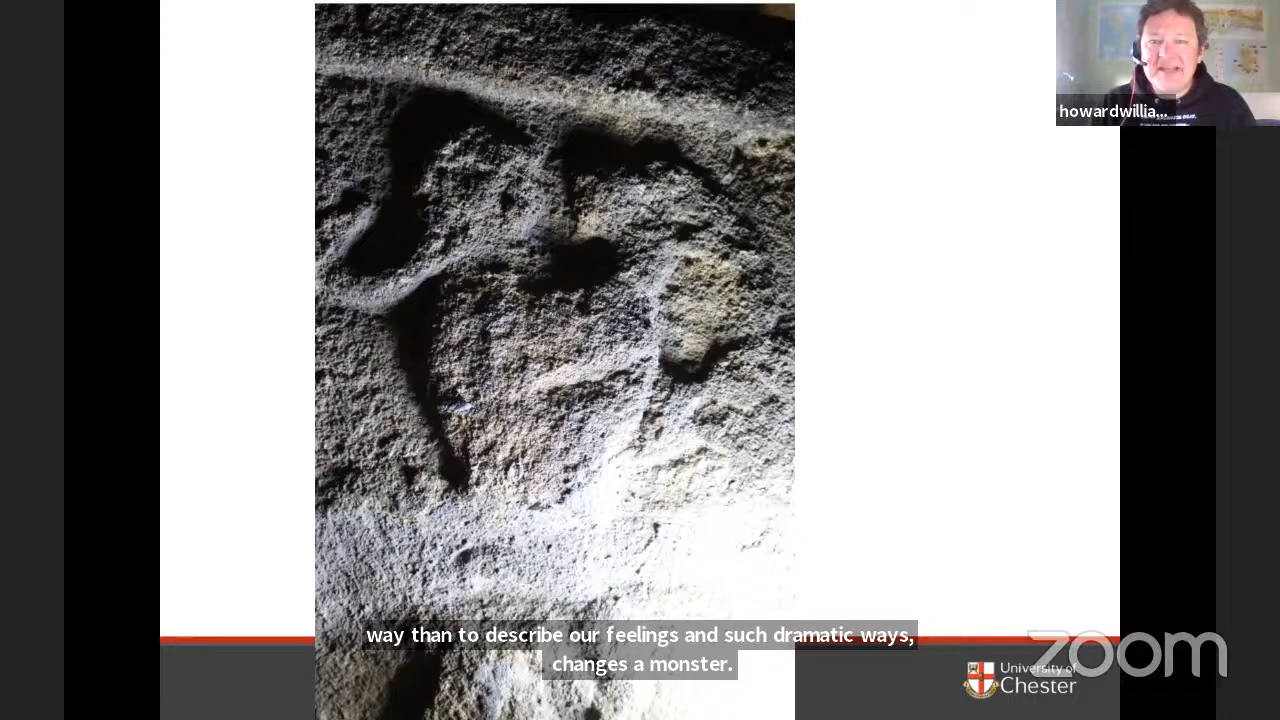 howardwillia...
way than to describe our feelings and such dramatic ways,
changes a monster.
University of
Chester
zoom